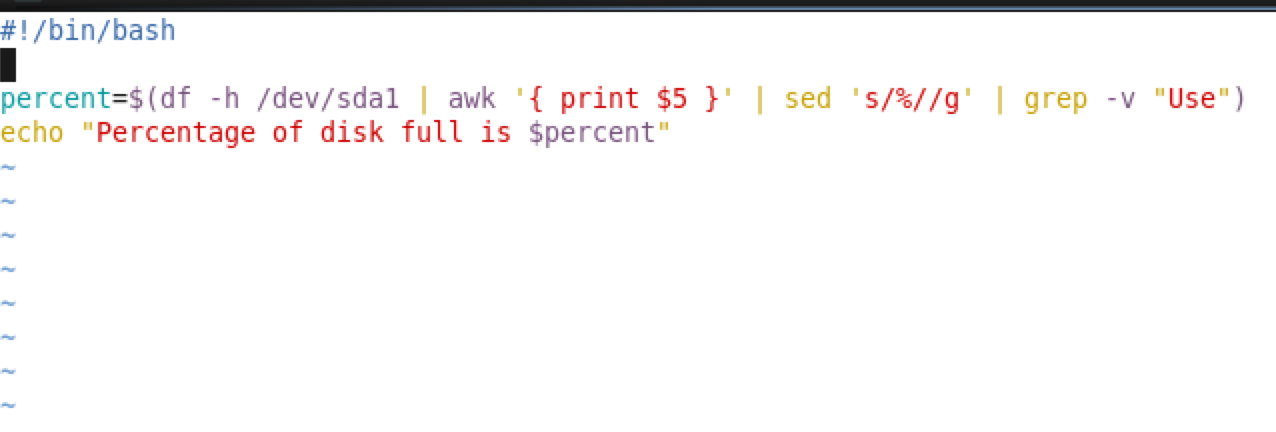 #!/bin/bash
percent=$(df -h /dev/sda1 | awk '{ print $5 }' | sed 's/%//g' | grep -v "Use")
echo "Percentage of disk full is $percent"
~
~
~
~
~
~
~
~